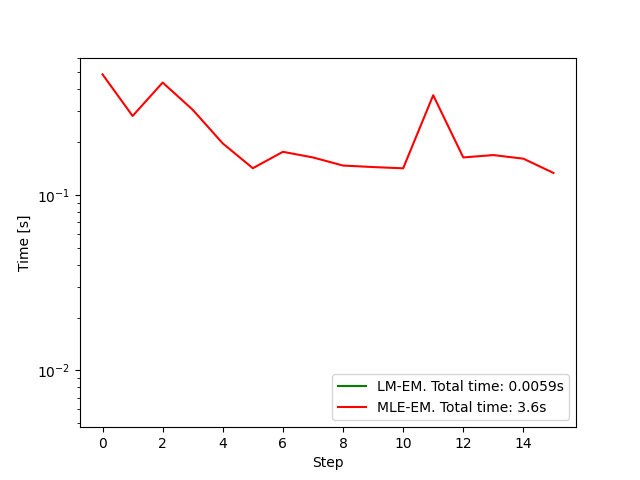 10⁻¹
10⁻²
Time [s]
LM-EM. Total time: 0.0059s
MLE-EM. Total time: 3.6s
0 2 4 6 8 10 12 14
Step